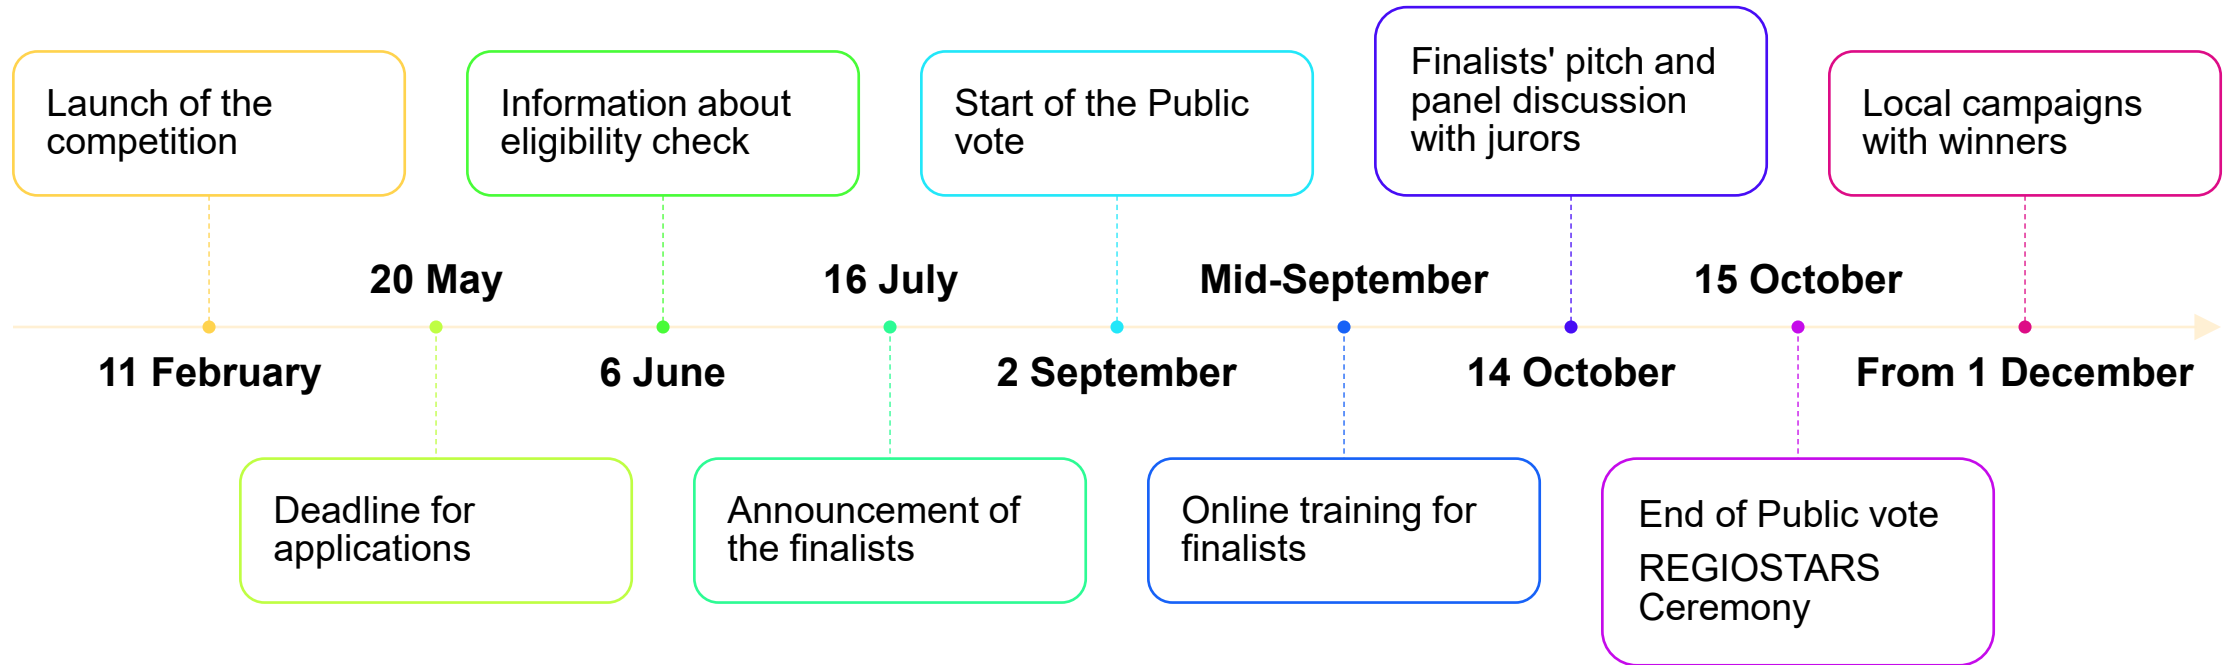 Launch of the
competition
Information about
eligibility check
Start of the Public
vote
Finalists' pitch and
panel discussion
with jurors
Local campaigns
with winners
20 May
16 July
Mid-September
15 October
11 February
6 June
2 September
14 October
From 1 December
Deadline for
applications
Announcement of
the finalists
Online training for
finalists
End of Public vote
REGIOSTARS
Ceremony